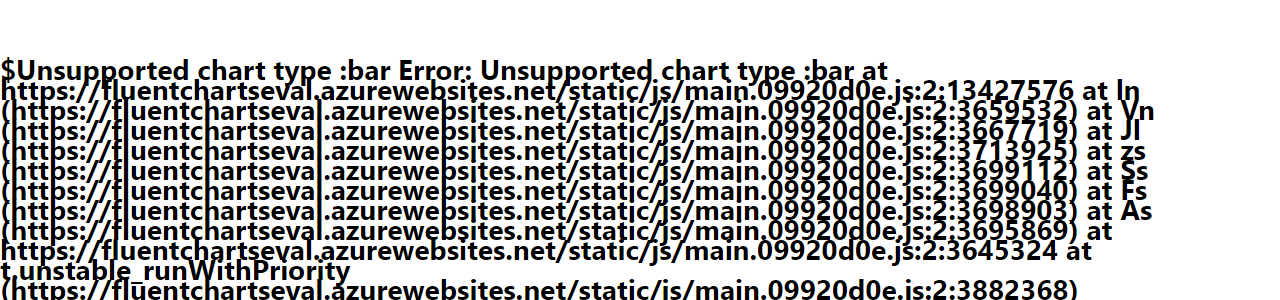 $Unsupported chart type :bar Error: Unsupported chart type :bar at
https://fluentchartseval.azurewebsites.net/static/js/main.09920d0e.js:2:13427576 at ln
(https://fluentchartseval.azurewebsites.net/static/js/main.09920d0e.js:2:3659532) at Vn
(https://fluentchartseval.azurewebsites.net/static/js/main.09920d0e.js:2:3667719) at Jl
(https://fluentchartseval.azurewebsites.net/static/js/main.09920d0e.js:2:3713925) at zs
(https://fluentchartseval.azurewebsites.net/static/js/main.09920d0e.js:2:3699112) at Ss
(https://fluentchartseval.azurewebsites.net/static/js/main.09920d0e.js:2:3699040) at Fs
(https://fluentchartseval.azurewebsites.net/static/js/main.09920d0e.js:2:3698903) at As
(https://fluentchartseval.azurewebsites.net/static/js/main.09920d0e.js:2:3695869) at
https://fluentchartseval.azurewebsites.net/static/js/main.09920d0e.js:2:3645324 at
t.unstable_runWithPriority
(https://fluentchartseval.azurewebsites.net/static/js/main.09920d0e.js:2:3882368)